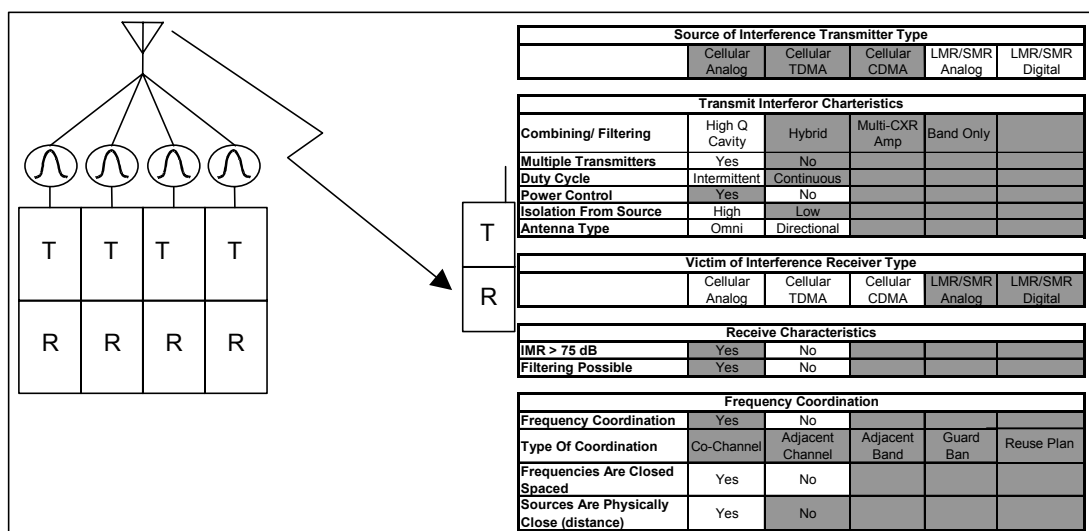 T T T T
R R R R
T
R
Source of Interference Transmitter Type
Cellular Analog Cellular TDMA Cellular CDMA LMR/SMR Analog LMR/SMR Digital
Transmit Interferor Charteristics
Combining/ Filtering High Q Cavity Hybrid Multi-CXR Amp Band Only
Multiple Transmitters Yes No
Duty Cycle Intermittent Continuous
Power Control Yes No
Isolation From Source High Low
Antenna Type Omni Directional
Victim of Interference Receiver Type
Cellular Analog Cellular TDMA Cellular CDMA LMR/SMR Analog LMR/SMR Digital
Receive Characteristics
IMR > 75 dB Yes No
Filtering Possible Yes No
Frequency Coordination
Frequency Coordination Yes No
Type Of Coordination Co-Channel Adjacent Channel Adjacent Band Guard Ban Reuse Plan
Frequencies Are Closed Spaced Yes No
Sources Are Physically Close (distance) Yes No